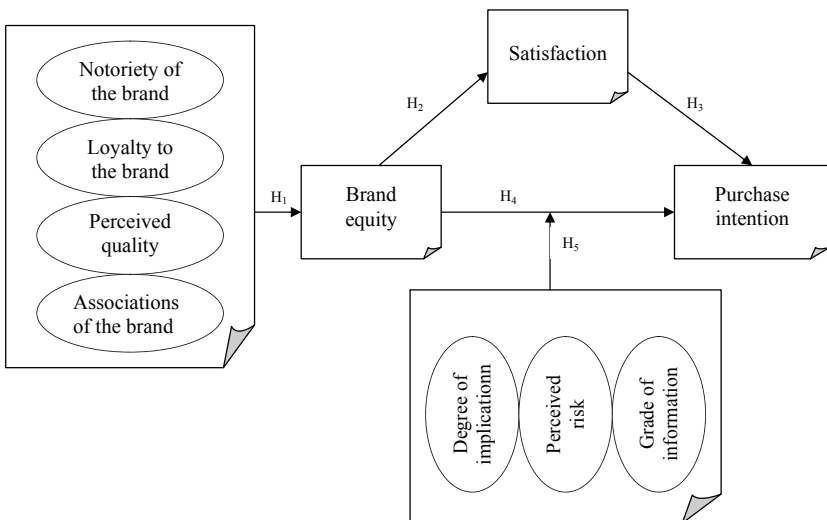 Notoriety of
the brand
Loyalty to
the brand
Perceived
quality
Associations
of the brand
H₁
Brand
equity
H₂
Satisfaction
H₃
H₄
Purchase
intention
H₅
Degree of
implicationn
Perceived
risk
Grade of
information